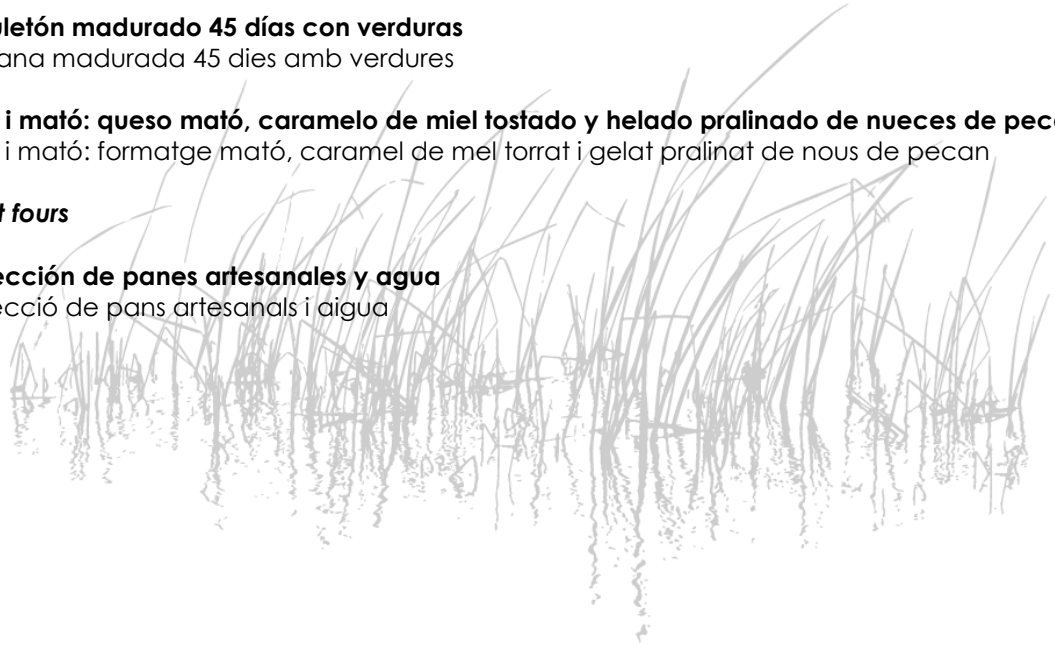 uletón madurado 45 días con verduras
ana madurada 45 dies amb verdures
i mató: queso mató, caramelo de miel tostado y helado pralinado de nueces de pec
i mató: formatge mató, caramel de mel torrat i gelat pralinat de nous de pecan
t fours
ección de panes artesanales y agua
ecció de pans artesanals i aigua